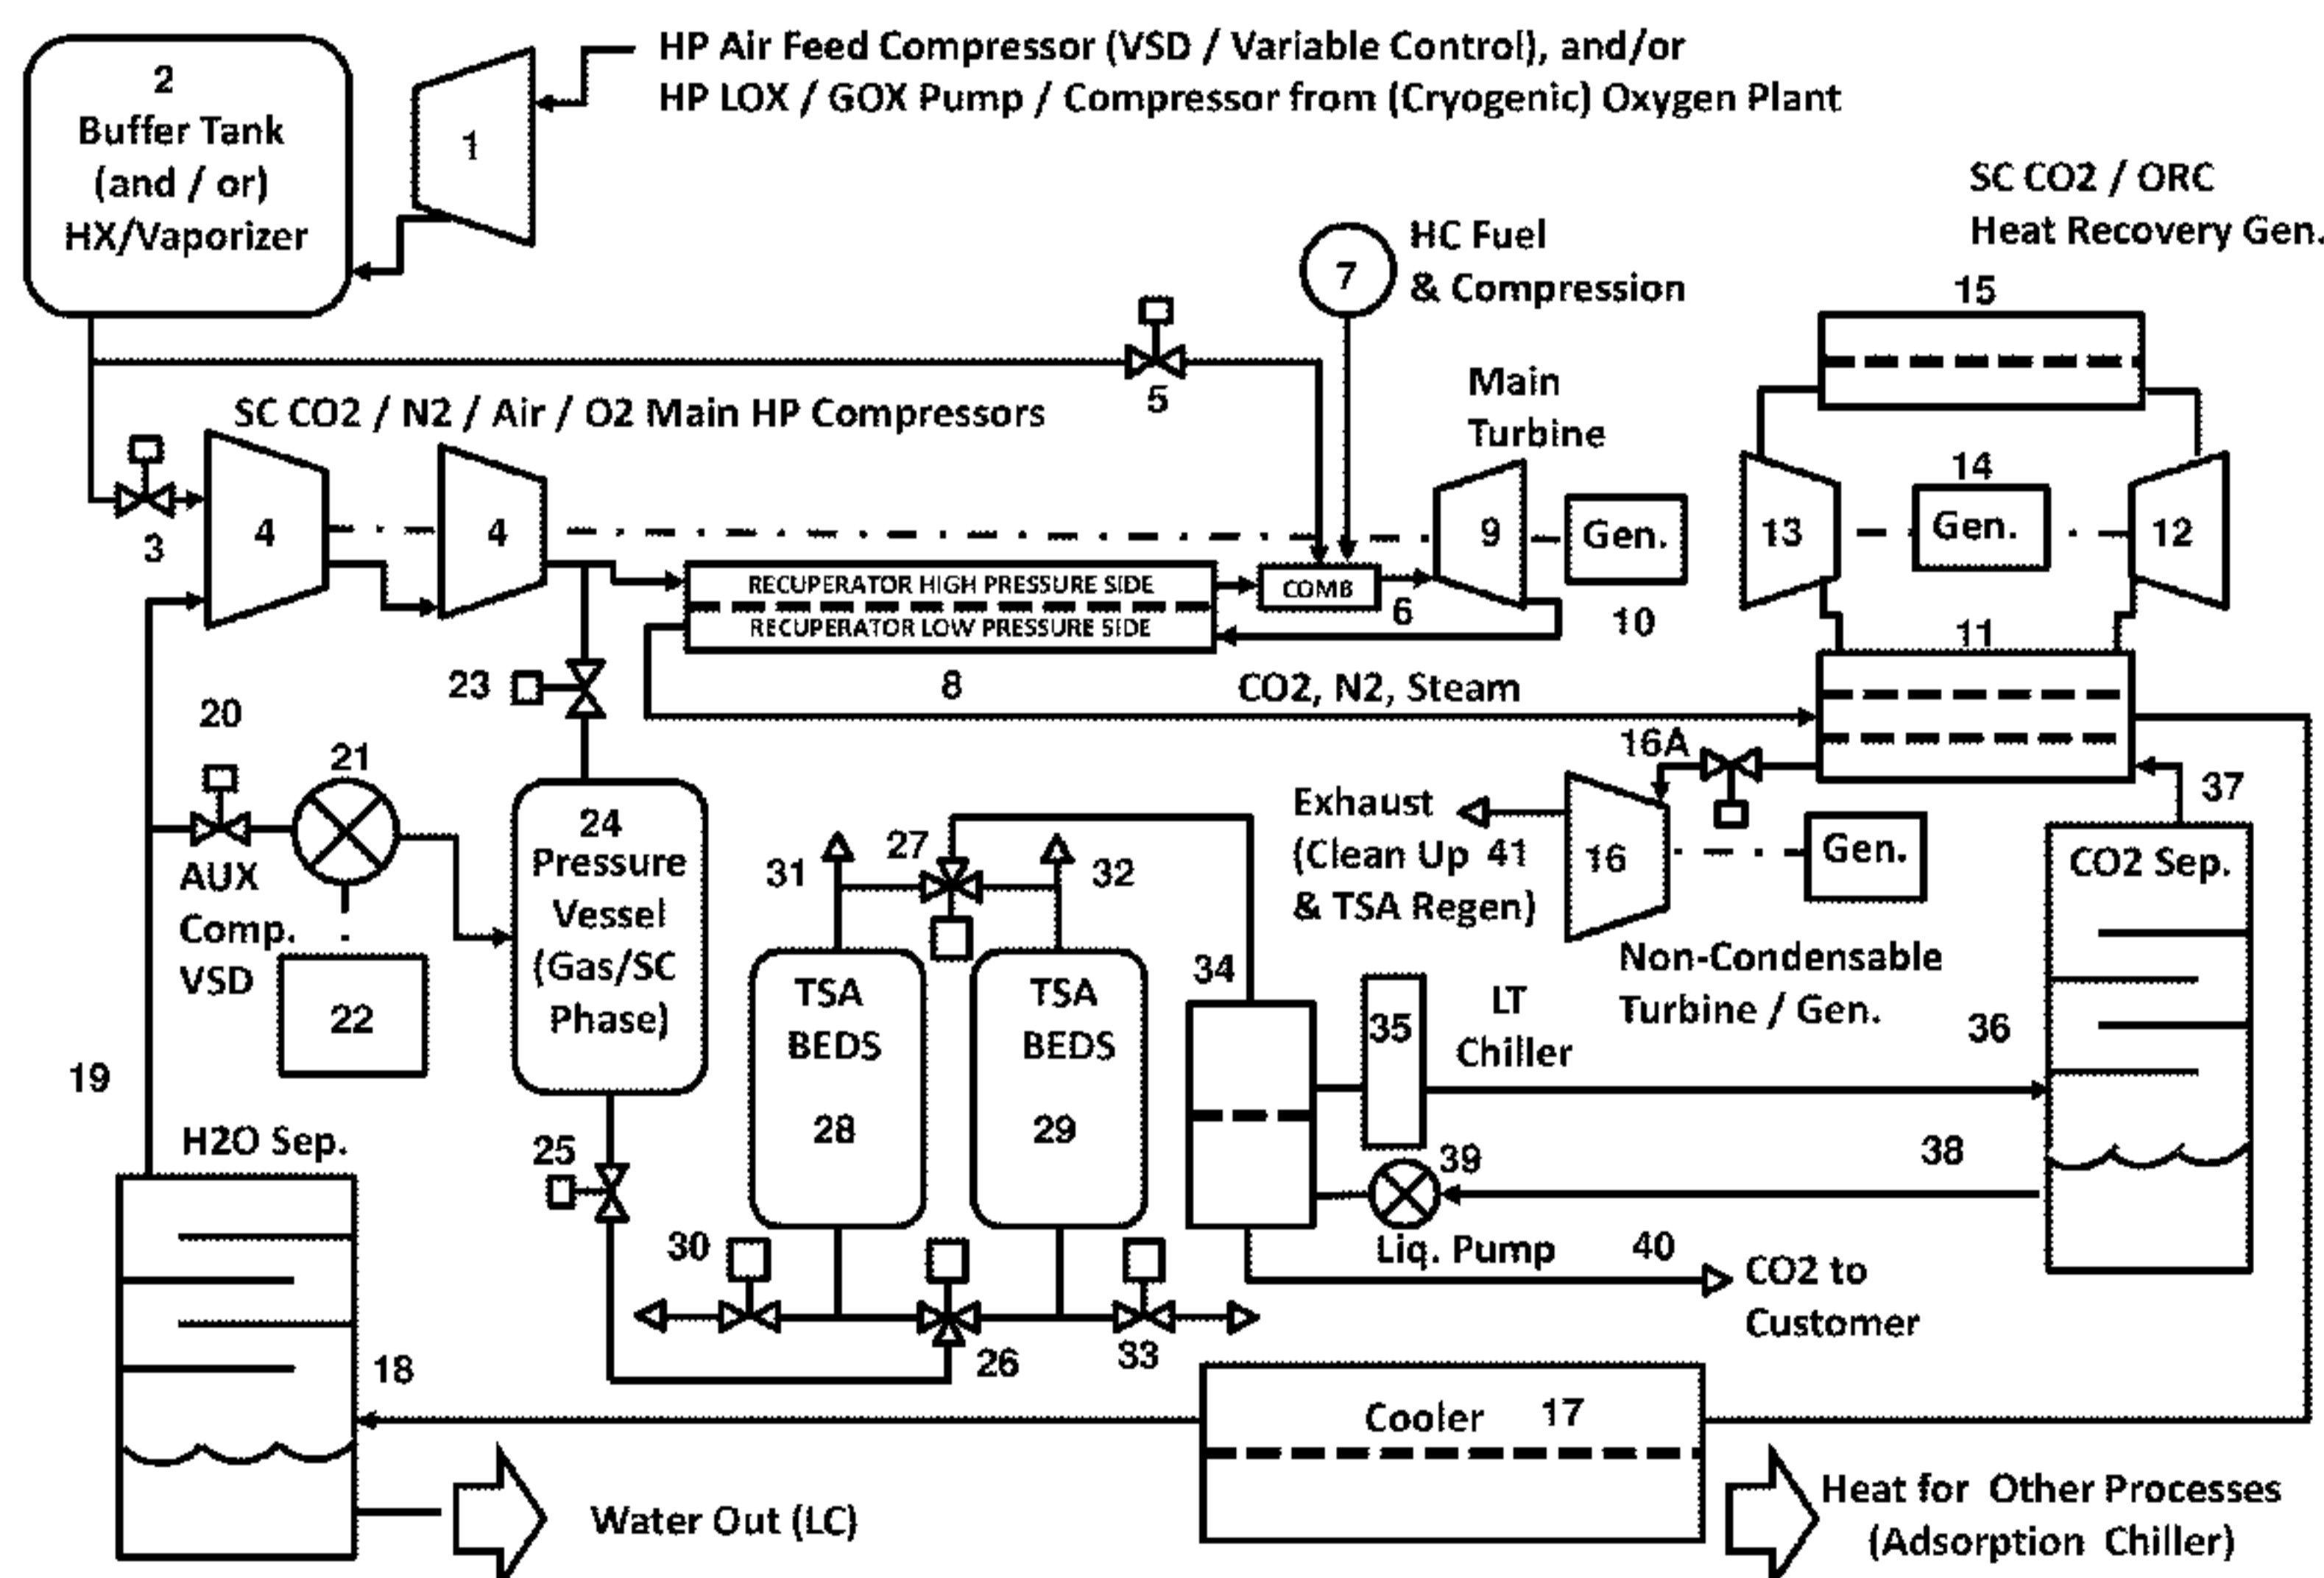 HP Air Feed Compressor (VSD / Variable Control), and/or
HP LOX / GOX Pump / Compressor from (Cryogenic) Oxygen Plant
2
Buffer Tank
(and / or)
HX/Vaporizer
1
SC CO2 / ORC
Heat Recovery Gen.
15
HC Fuel
& Compression
7
5
Main
Turbine
SC CO2 / N2 / Air / O2 Main HP Compressors
3
4
4
9
Gen.
10
14
13
Gen.
12
11
RECUPERATOR HIGH PRESSURE SIDE
RECUPERATOR LOW PRESSURE SIDE
COMB
6
8
CO2, N2, Steam
23
20
21
AUX
Comp.
VSD
22
24
Pressure
Vessel
(Gas/SC
Phase)
31
27
32
16A
Exhaust
(Clean Up 41
& TSA Regen)
16
Gen.
37
CO2 Sep.
Non-Condensable
Turbine / Gen.
TSA
BEDS
28
TSA
BEDS
29
34
35
LT
Chiller
36
19
H2O Sep.
25
39
38
30
Liq. Pump
40
CO2 to
Customer
26
33
18
Cooler 17
Water Out (LC)
Heat for Other Processes
(Adsorption Chiller)